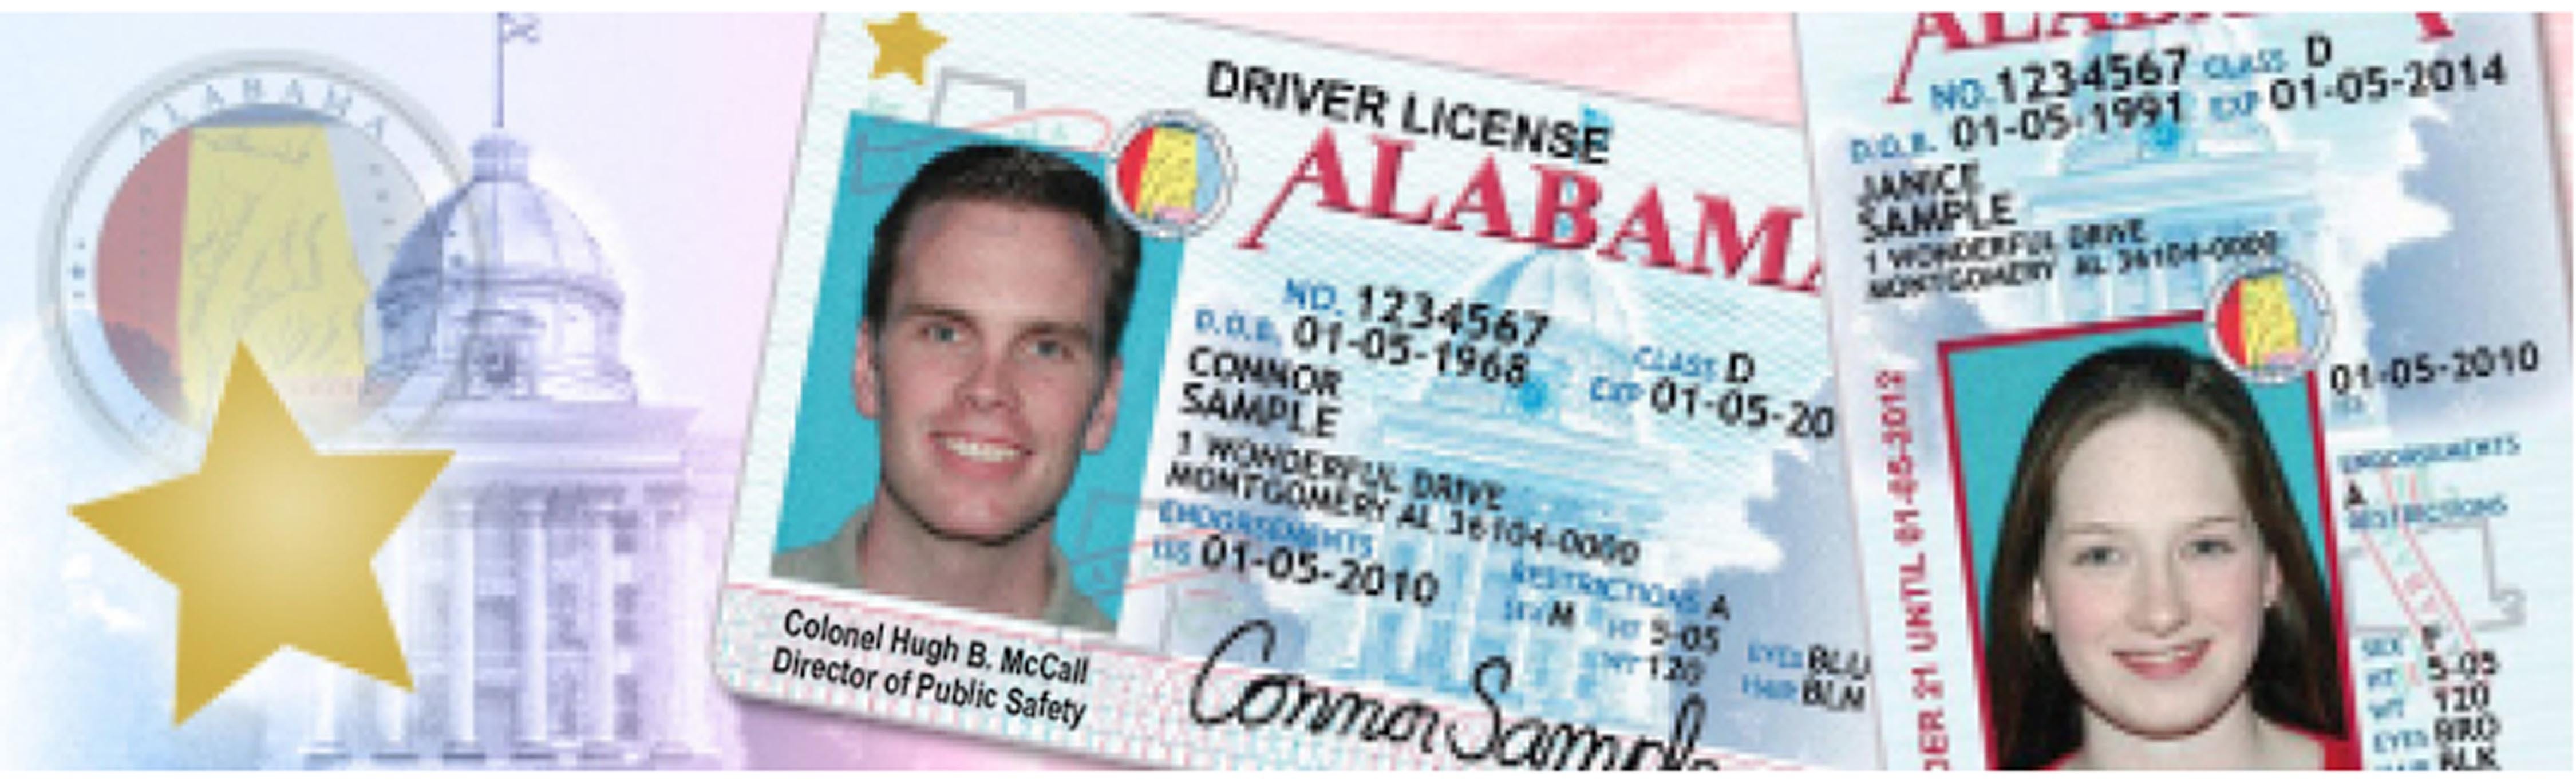 ALABAMA
DRIVER LICENSE
ALABAMA
NO. 1234567
D.O.B. 01-05-1968
CLASS D
EXP 01-05-20
CONNOR
SAMPLE
1 WONDERFUL DRIVE
MONTGOMERY AL 36104-0000
ENDORSEMENTS
ISS 01-05-2010
RESTRICTIONS A
SEX M HT 5-05
WT 120
EYES BLU
HAIR BLM
Colonel Hugh B. McCall
Director of Public Safety
Connor Sample
ALABAMA
NO. 1234567 CLASS D
D.O.B. 01-05-1991 EXP 01-05-2014
JANICE
SAMPLE
1 WONDERFUL DRIVE
MONTGOMERY AL 36104-0000
01-05-2010
ISS
DER 21 UNTIL 01-05-2012
ENDORSEMENTS
A
RESTRICTIONS
SEX F
HT 5-05
WT 120
EYES BRO
BLK